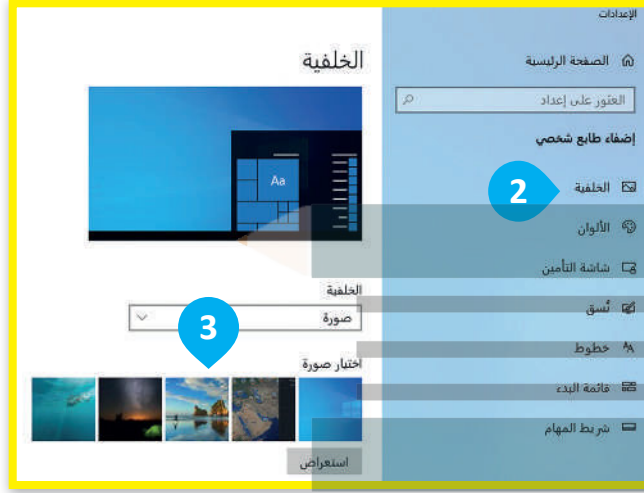 الإعدادات
الصفحة الرئيسية
العثور على إعداد
إضفاء طابع شخصي
الخلفية
2
الألوان
شاشة التأمين
نُسق
خطوط
قائمة البدء
شريط المهام
الخلفية
Aa
الخلفية
صورة
3
اختيار صورة
استعراض